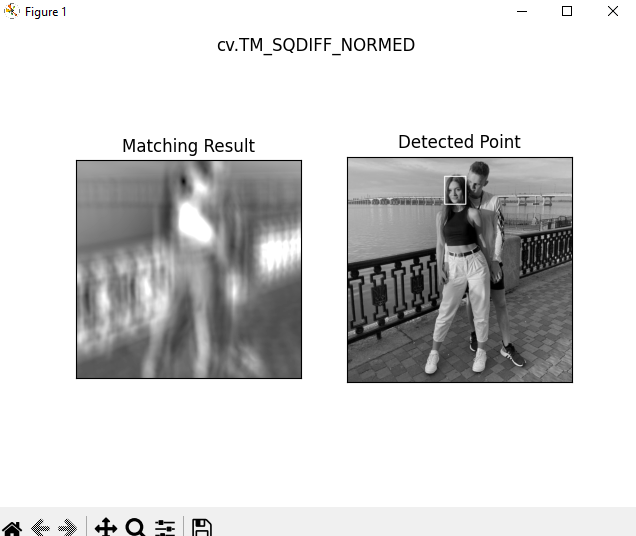 Figure 1
cv.TM_SQDIFF_NORMED
Matching Result
Detected Point